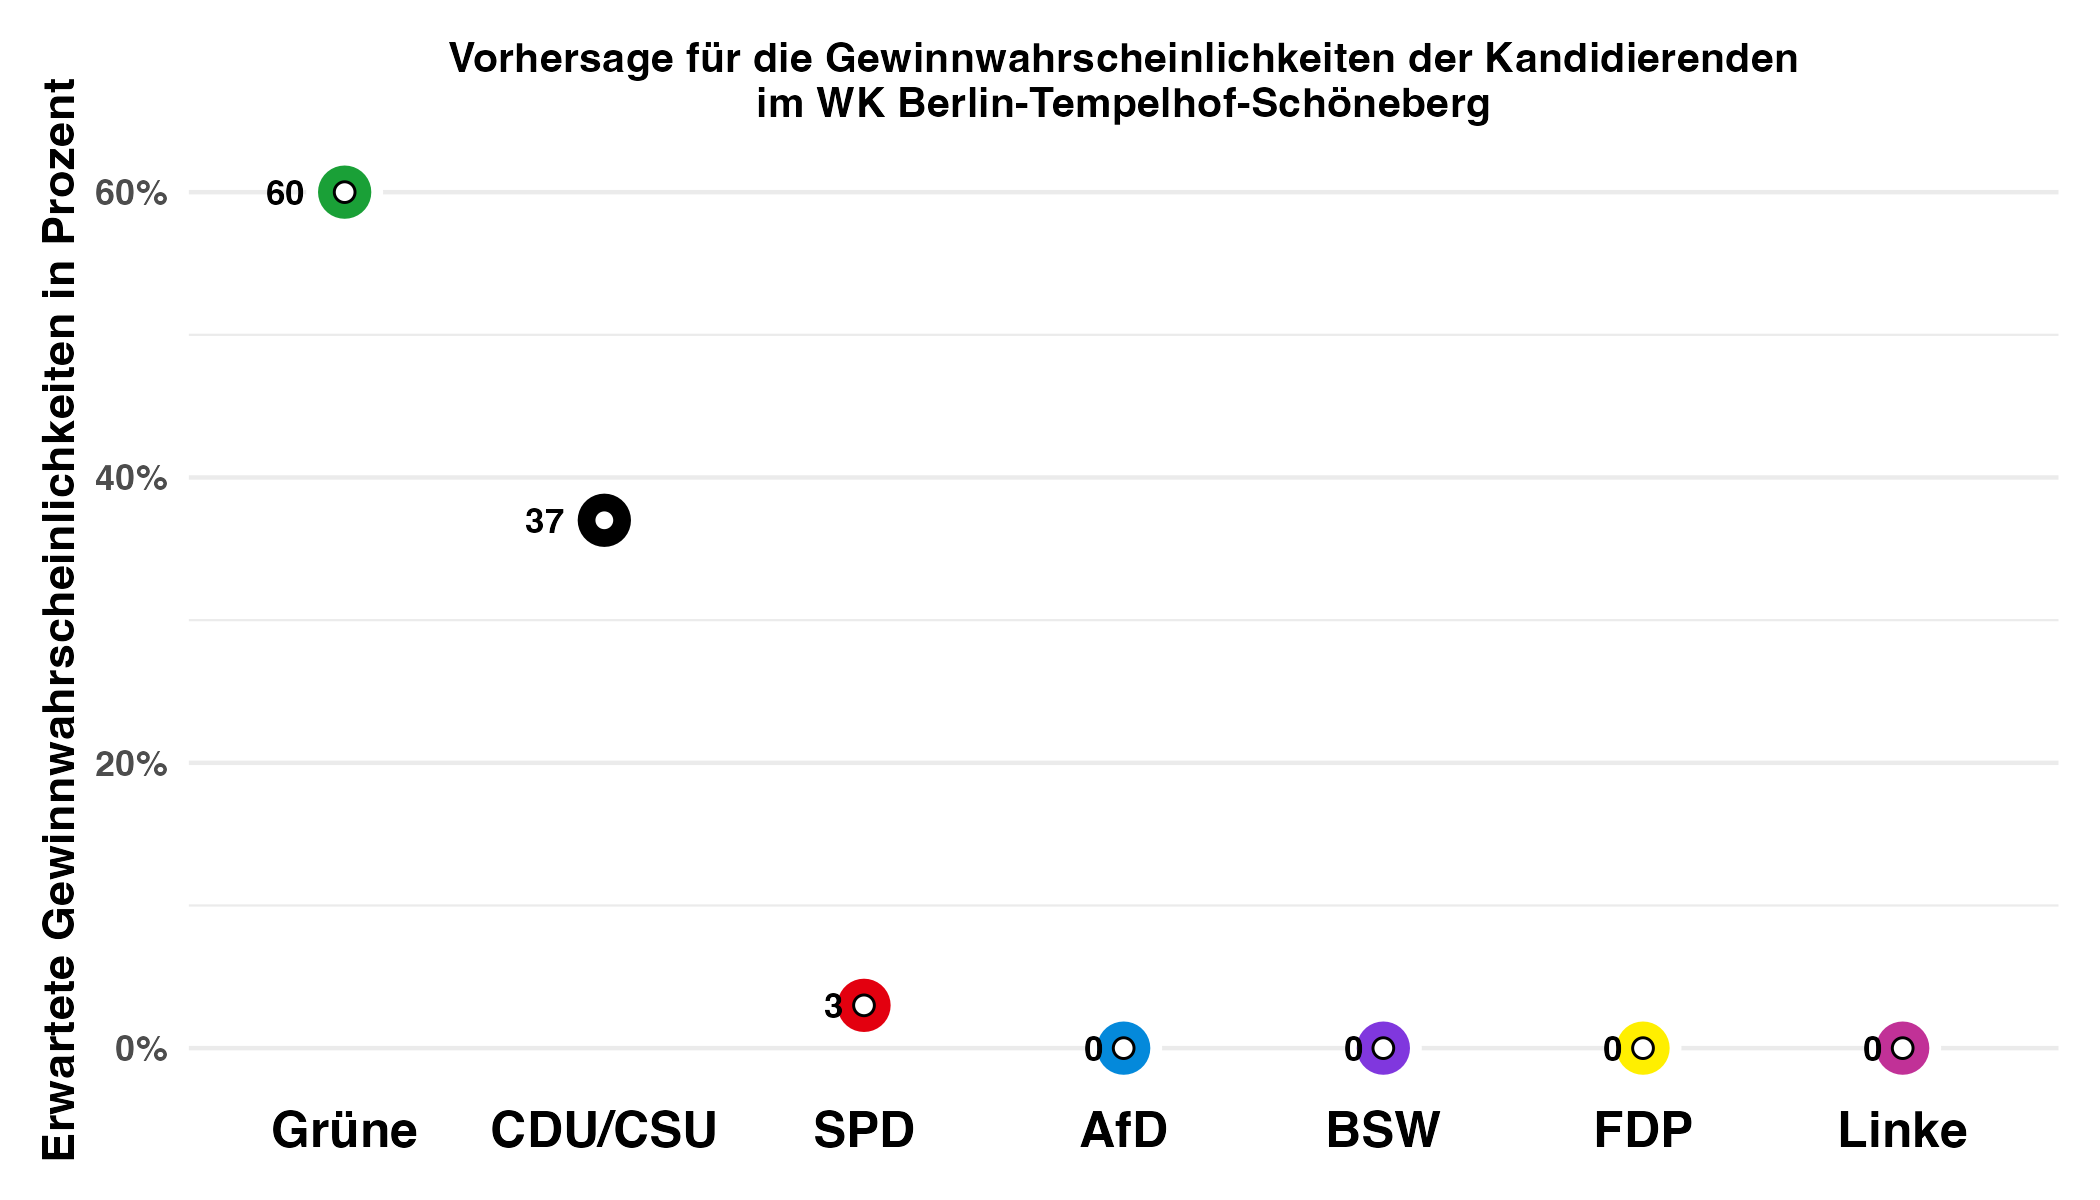 Vorhersage für die Gewinnwahrscheinlichkeiten der Kandidierenden
im WK Berlin-Tempelhof-Schöneberg
Erwartete Gewinnwahrscheinlichkeiten in Prozent
60%
40%
20%
0%
60
37
3
0
0
0
0
Grüne
CDU/CSU
SPD
AfD
BSW
FDP
Linke